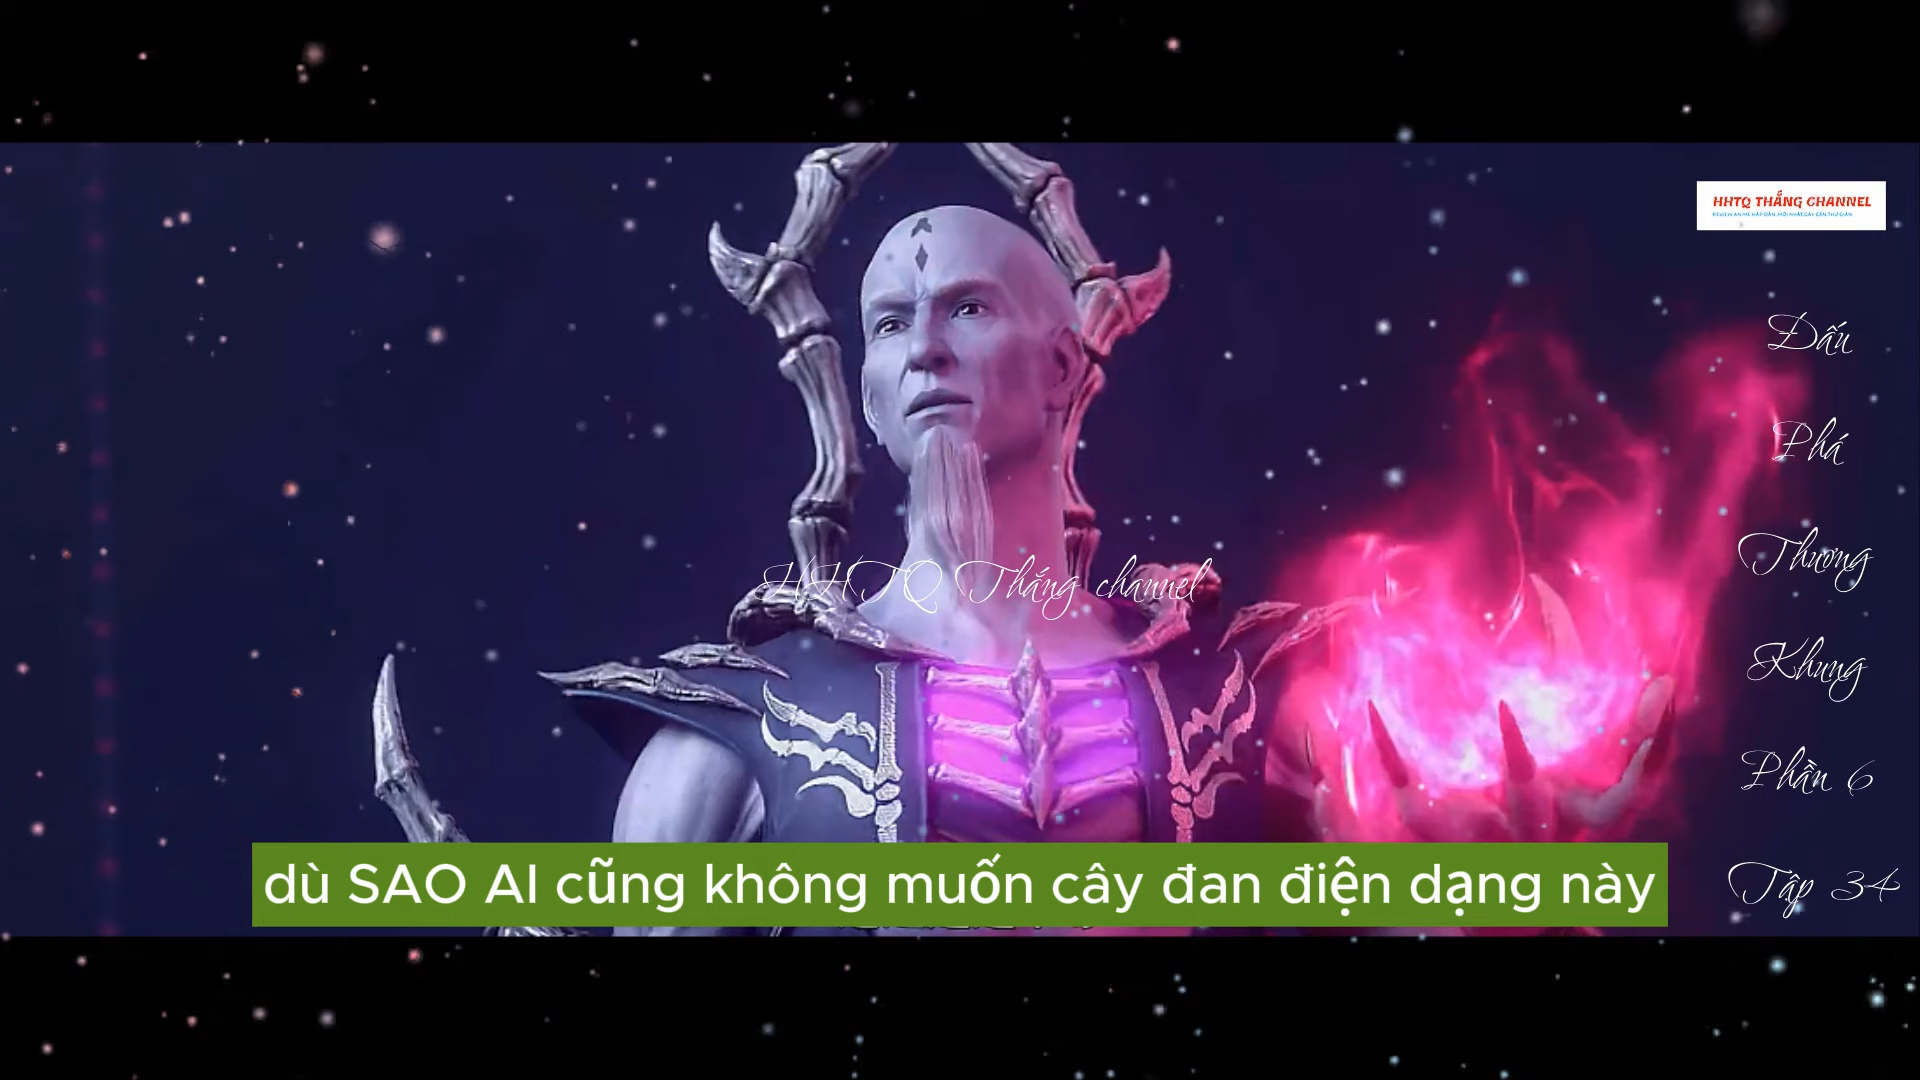 HHTQ THẮNG CHANNEL
Đấu
Phá
Thương
Khung
Phần 6
Tập 34
HHTQ Thắng channel
dù SAO AI cũng không muốn cây đan điện dạng này